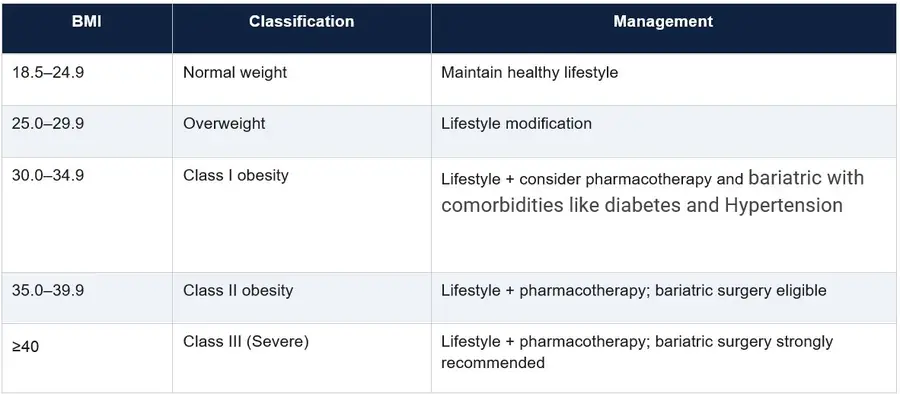 BMI Classification Management
18.5–24.9 Normal weight Maintain healthy lifestyle
25.0–29.9 Overweight Lifestyle modification
30.0–34.9 Class I obesity Lifestyle + consider pharmacotherapy and bariatric with
comorbidities like diabetes and Hypertension
35.0–39.9 Class II obesity Lifestyle + pharmacotherapy; bariatric surgery eligible
≥40 Class III (Severe) Lifestyle + pharmacotherapy; bariatric surgery strongly
recommended